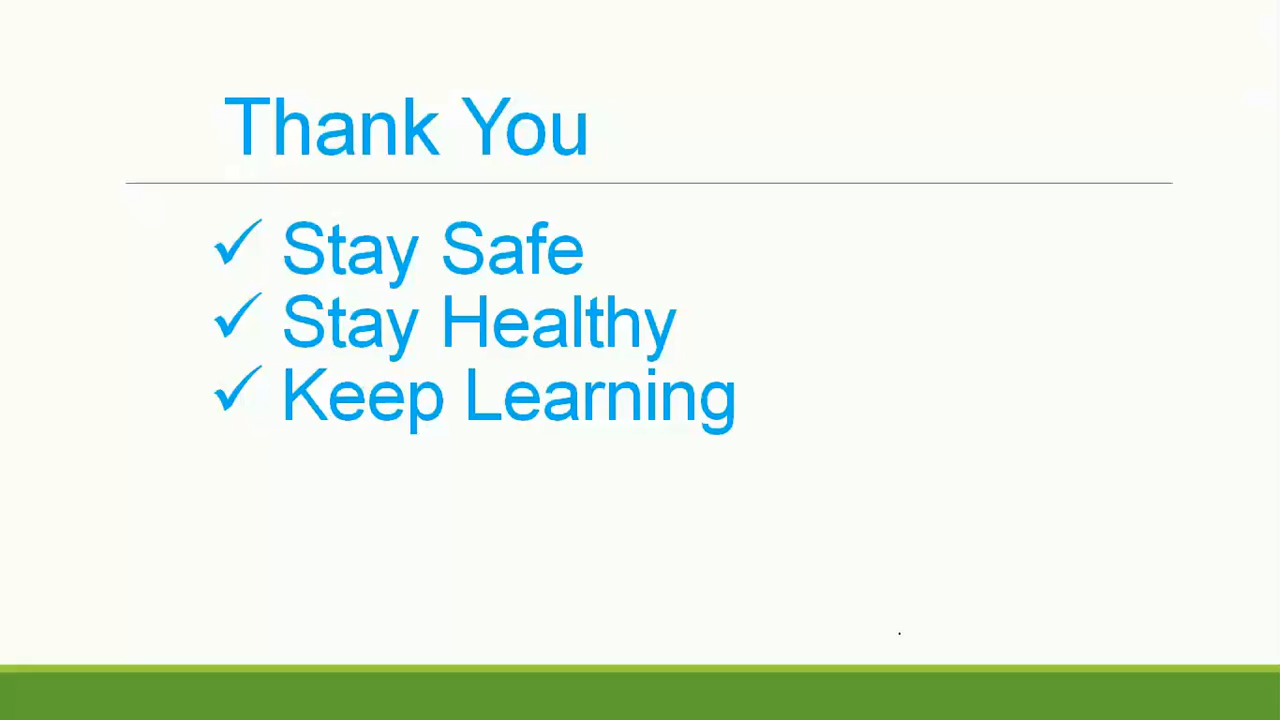 Thank You
✓ Stay Safe
✓ Stay Healthy
✓ Keep Learning
.